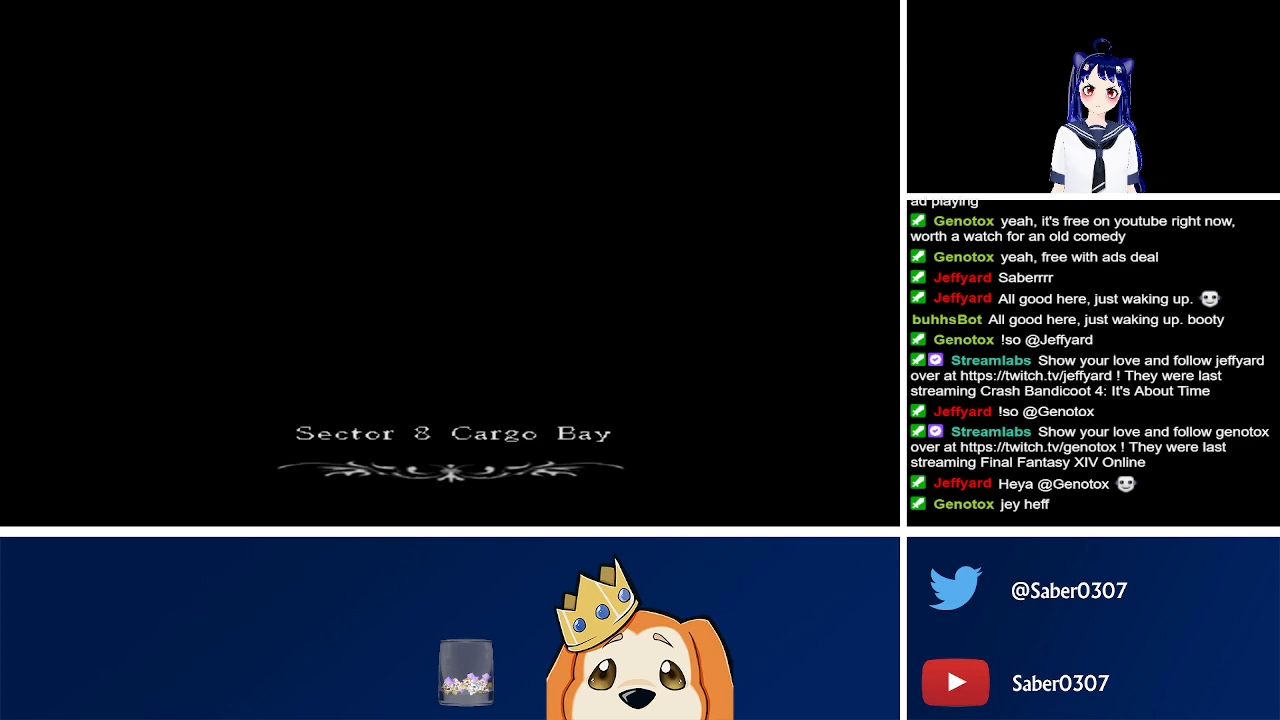 Sector 8 Cargo Bay
ad playing
Genotox yeah, it's free on youtube right now,
worth a watch for an old comedy
Genotox yeah, free with ads deal
Jeffyard Saberrrr
Jeffyard All good here, just waking up.
buhhsBot All good here, just waking up. booty
Genotox !so @Jeffyard
Streamlabs Show your love and follow jeffyard
over at https://twitch.tv/jeffyard ! They were last
streaming Crash Bandicoot 4: It's About Time
Jeffyard !so @Genotox
Streamlabs Show your love and follow genotox
over at https://twitch.tv/genotox ! They were last
streaming Final Fantasy XIV Online
Jeffyard Heya @Genotox
Genotox jey heff
@Saber0307
Saber0307